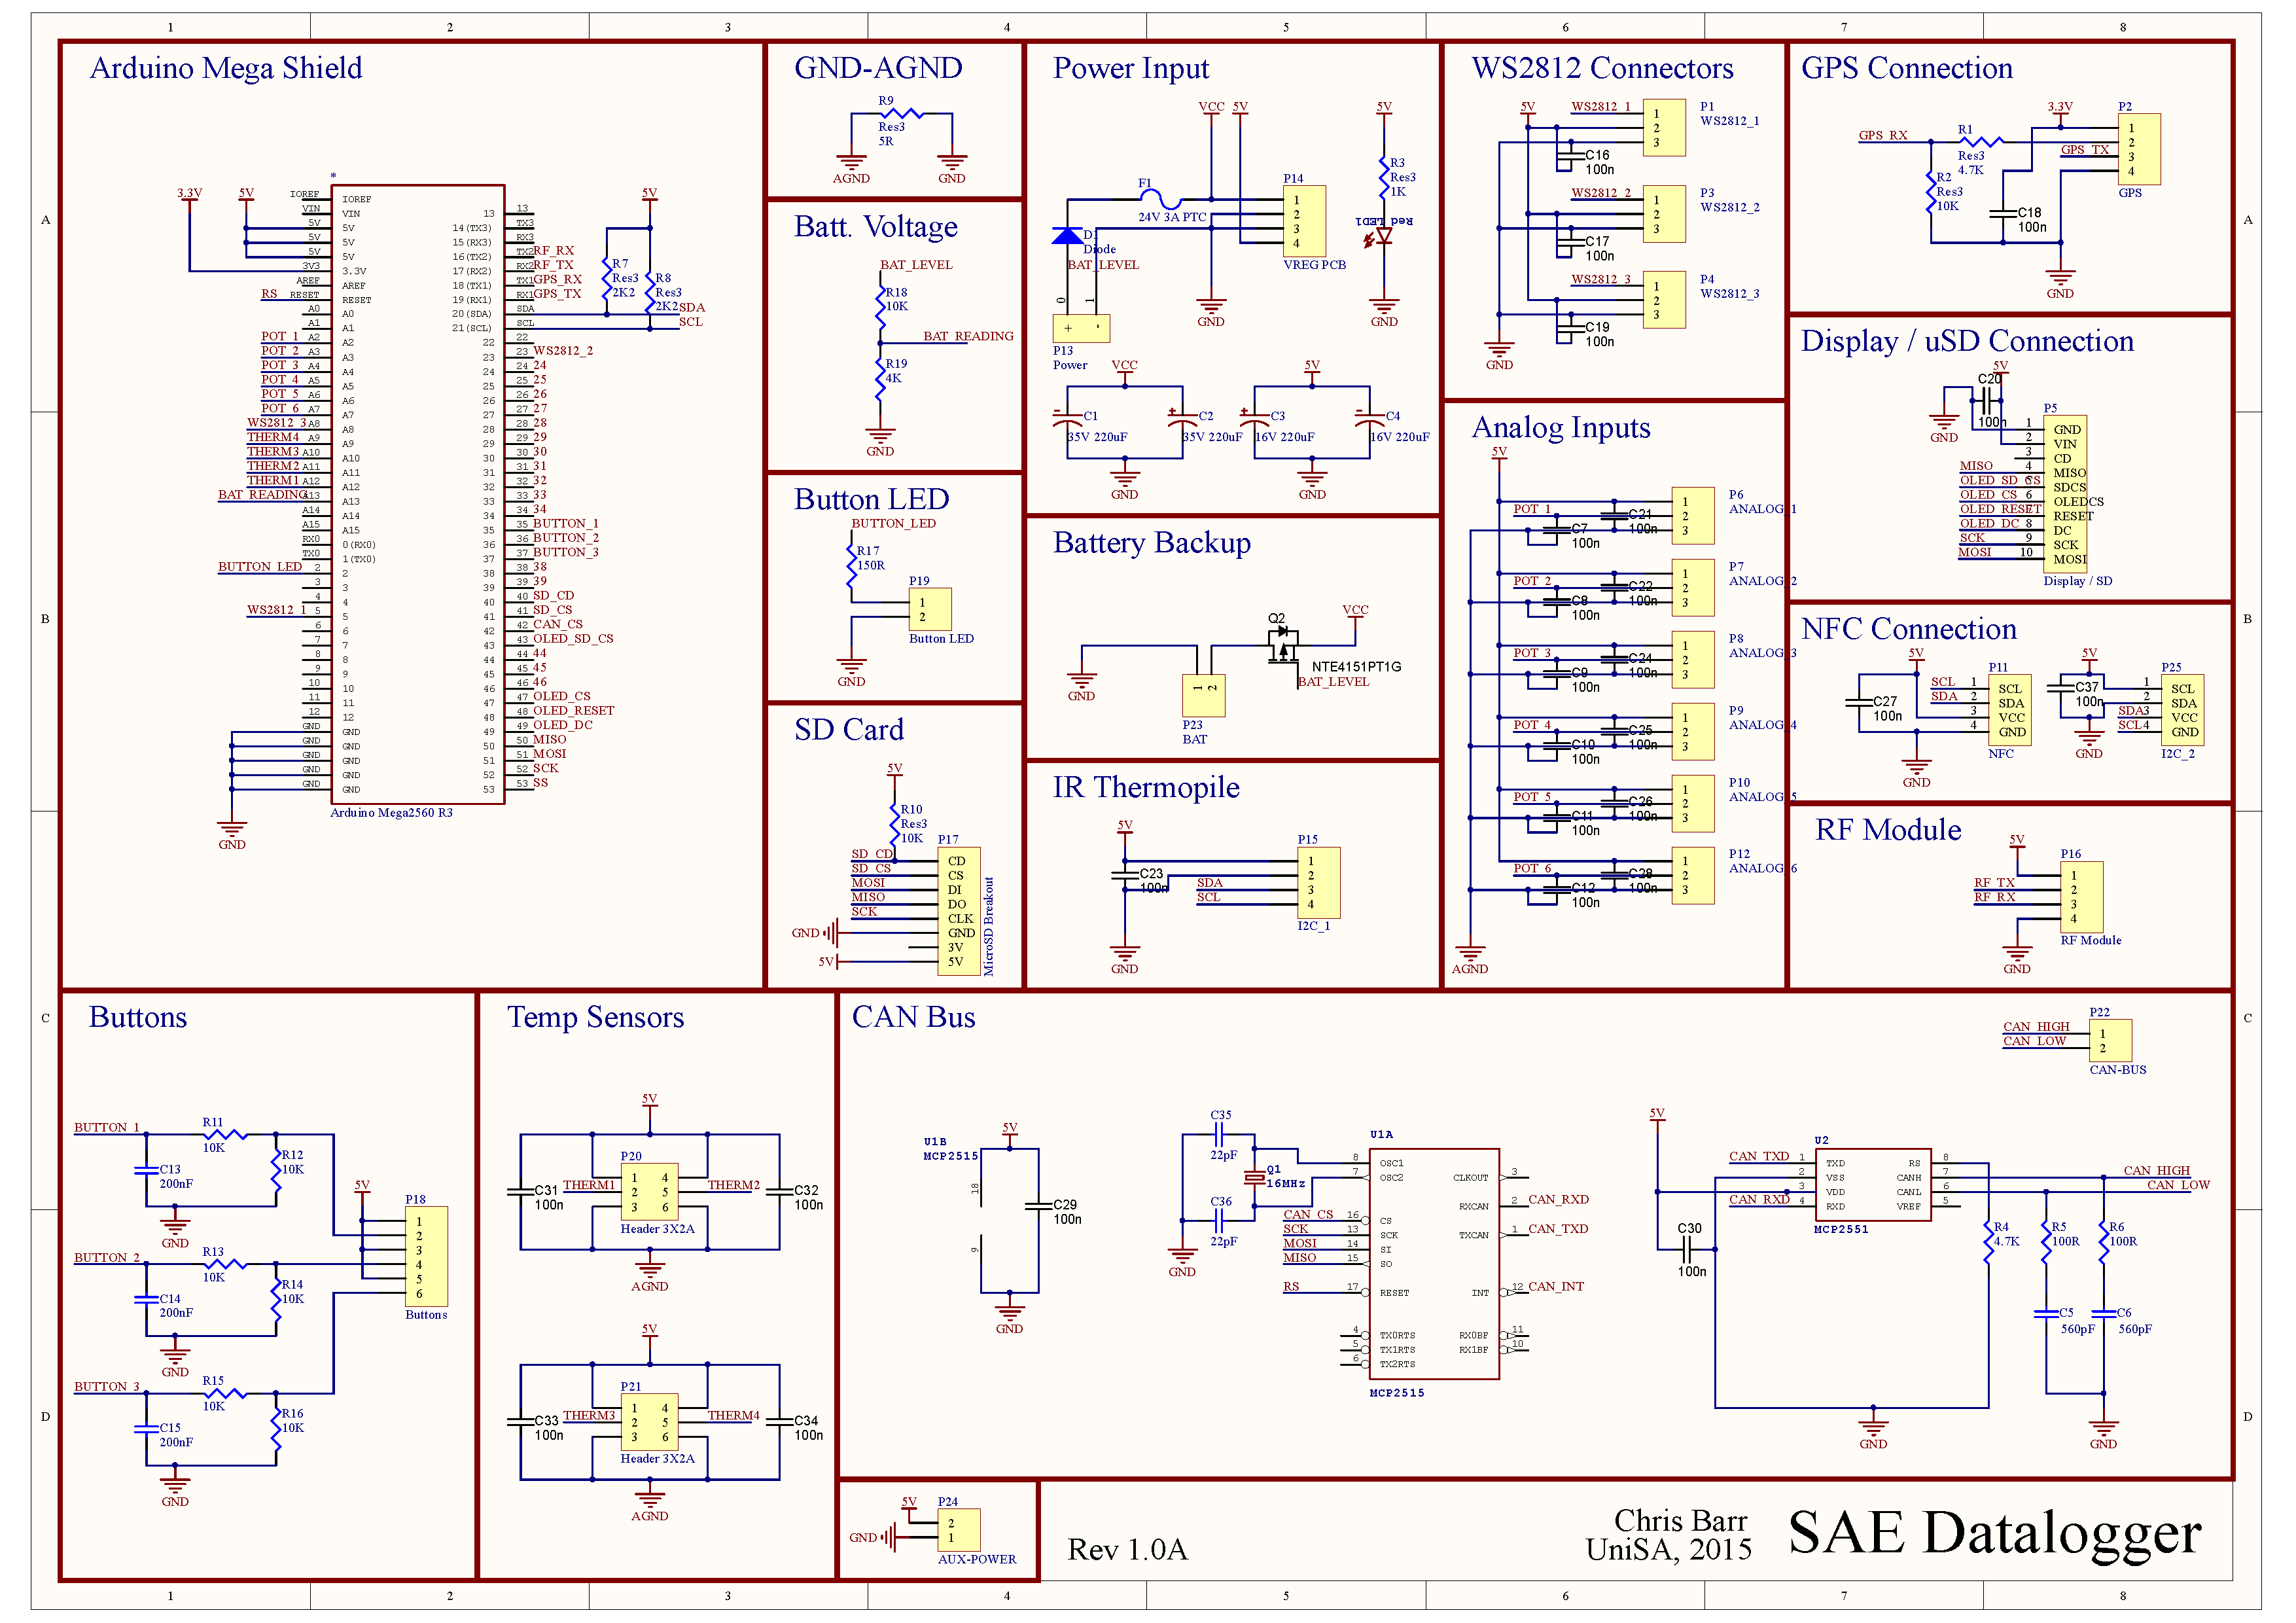 1 2 3 4 5 6 7 8
A
B
C
D
Arduino Mega Shield
3.3V
5V
*
5V
IOREF IOREF
VIN VIN 13 13
5V 5V 14(TX3) TX3
5V 5V 15(RX3) RX3
5V 5V 16(TX2) TX2 RF_RX
3V3 3.3V 17(RX2) RX2 RF_TX
AREF AREF 18(TX1) TX1 GPS_RX
RS RESET RESET 19(RX1) RX1 GPS_TX
A0 A0 20(SDA) SDA SDA
A1 A1 21(SCL) SCL SCL
POT_1 A2 A2 22 22
POT_2 A3 A3 23 23 WS2812_2
POT_3 A4 A4 24 24 24
POT_4 A5 A5 25 25 25
POT_5 A6 A6 26 26 26
POT_6 A7 A7 27 27 27
WS2812_3 A8 A8 28 28 28
THERM4 A9 A9 29 29 29
THERM3 A10 A10 30 30 30
THERM2 A11 A11 31 31 31
THERM1 A12 A12 32 32 32
BAT_READING A13 A13 33 33 33
A14 A14 34 34 34
A15 A15 35 35 BUTTON_1
RX0 0(RX0) 36 36 BUTTON_2
TX0 1(TX0) 37 37 BUTTON_3
BUTTON_LED 2 2 38 38 38
3 3 39 39 39
4 4 40 40 SD_CD
WS2812_1 5 5 41 41 SD_CS
6 6 42 42 CAN_CS
7 7 43 43 OLED_SD_CS
8 8 44 44 44
9 9 45 45 45
10 10 46 46 46
11 11 47 47 OLED_CS
12 12 48 48 OLED_RESET
GND GND 49 49 OLED_DC
GND GND 50 50 MISO
GND GND 51 51 MOSI
GND GND 52 52 SCK
GND GND 53 53 SS
Arduino Mega2560 R3
GND
R7
Res3
2K2
R8
Res3
2K2
GND-AGND
R9
Res3
5R
AGND
GND
Batt. Voltage
BAT_LEVEL
R18
10K
BAT_READING
R19
4K
GND
Button LED
BUTTON_LED
R17
150R
P19
1
2
Button LED
GND
SD Card
5V
R10
Res3
10K
P17
SD_CD CD
SD_CS CS
MOSI DI
MISO DO
SCK CLK
GND GND
3V
5V 5V
MicroSD Breakout
Power Input
VCC
5V
5V
F1
24V 3A PTC
P14
1
2
3
4
VREG PCB
R3
Res3
1K
Red LED1
D1
Diode
BAT_LEVEL
0 1
+ -
P13
Power
GND
GND
VCC
5V
C1
35V 220uF
C2
35V 220uF
C3
16V 220uF
C4
16V 220uF
GND
GND
Battery Backup
Q2
VCC
NTE4151PT1G
BAT_LEVEL
GND
1 2
P23
BAT
IR Thermopile
5V
P15
C23
100n
SDA
SCL
1
2
3
4
I2C_1
GND
WS2812 Connectors
5V
WS2812_1
1
2
3
P1
WS2812_1
C16
100n
WS2812_2
1
2
3
P3
WS2812_2
C17
100n
WS2812_3
1
2
3
P4
WS2812_3
C19
100n
GND
Analog Inputs
5V
POT_1
C7
100n
C21
100n
1
2
3
P6
ANALOG_1
POT_2
C8
100n
C22
100n
1
2
3
P7
ANALOG_2
POT_3
C9
100n
C24
100n
1
2
3
P8
ANALOG_3
POT_4
C10
100n
C25
100n
1
2
3
P9
ANALOG_4
POT_5
C11
100n
C26
100n
1
2
3
P10
ANALOG_5
POT_6
C12
100n
C28
100n
1
2
3
P12
ANALOG_6
AGND
GPS Connection
3.3V
P2
GPS_RX
R1
Res3
4.7K
GPS_TX
R2
Res3
10K
C18
100n
1
2
3
4
GPS
GND
Display / uSD Connection
5V
C20
100n
GND
P5
1 GND
2 VIN
3 CD
MISO 4 MISO
OLED_SD_CS 5 SDCS
OLED_CS 6 OLEDCS
OLED_RESET 7 RESET
OLED_DC 8 DC
SCK 9 SCK
MOSI 10 MOSI
Display / SD
NFC Connection
5V
C27
100n
P11
SCL 1 SCL
SDA 2 SDA
3 VCC
4 GND
NFC
GND
5V
C37
100n
P25
1 SCL
2 SDA
SDA 3 VCC
SCL 4 GND
I2C_2
GND
RF Module
5V
P16
RF_TX
RF_RX
1
2
3
4
RF Module
GND
Buttons
BUTTON_1
R11
10K
R12
10K
C13
200nF
GND
BUTTON_2
R13
10K
R14
10K
C14
200nF
GND
BUTTON_3
R15
10K
R16
10K
C15
200nF
GND
5V
P18
1
2
3
4
5
6
Buttons
Temp Sensors
5V
P20
1 4
THERM1 2 5 THERM2
3 6
Header 3X2A
C31
100n
C32
100n
AGND
5V
P21
1 4
THERM3 2 5 THERM4
3 6
Header 3X2A
C33
100n
C34
100n
AGND
CAN Bus
U1B
MCP2515
5V
18
9
C29
100n
GND
C35
22pF
Q1
16MHz
C36
22pF
GND
U1A
8 OSC1
7 OSC2 CLKOUT 3
RXCAN 2 CAN_RXD
CAN_CS 16 CS
SCK 13 SCK TXCAN 1 CAN_TXD
MOSI 14 SI
MISO 15 SO
RS 17 RESET INT 12 CAN_INT
4 TX0RTS RX0BF 11
5 TX1RTS RX1BF 10
6 TX2RTS
MCP2515
P22
CAN_HIGH 1
CAN_LOW 2
CAN-BUS
5V
U2
CAN_TXD 1 TXD RS 8
2 VSS CANH 7 CAN_HIGH
3 VDD CANL 6 CAN_LOW
CAN_RXD 4 RXD VREF 5
MCP2551
C30
100n
R4
4.7K
R5
100R
R6
100R
C5
560pF
C6
560pF
GND
GND
5V
P24
2
GND 1
AUX-POWER
Rev 1.0A
Chris Barr
UniSA, 2015
SAE Datalogger
A
B
C
D
1 2 3 4 5 6 7 8